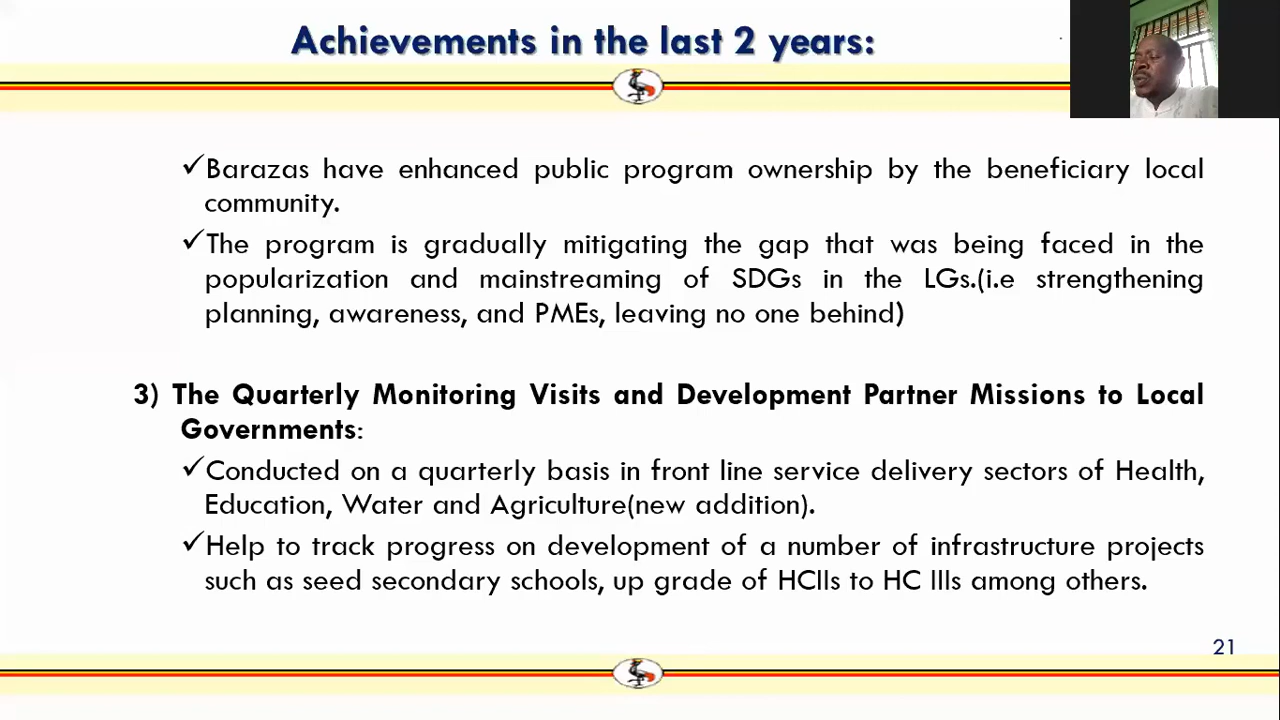 Achievements in the last 2 years:
✓Barazas have enhanced public program ownership by the beneficiary local
community.
✓The program is gradually mitigating the gap that was being faced in the
popularization and mainstreaming of SDGs in the LGs.(i.e strengthening
planning, awareness, and PMEs, leaving no one behind)
3) The Quarterly Monitoring Visits and Development Partner Missions to Local
Governments:
✓Conducted on a quarterly basis in front line service delivery sectors of Health,
Education, Water and Agriculture(new addition).
✓Help to track progress on development of a number of infrastructure projects
such as seed secondary schools, up grade of HCIIs to HC IIIs among others.
21